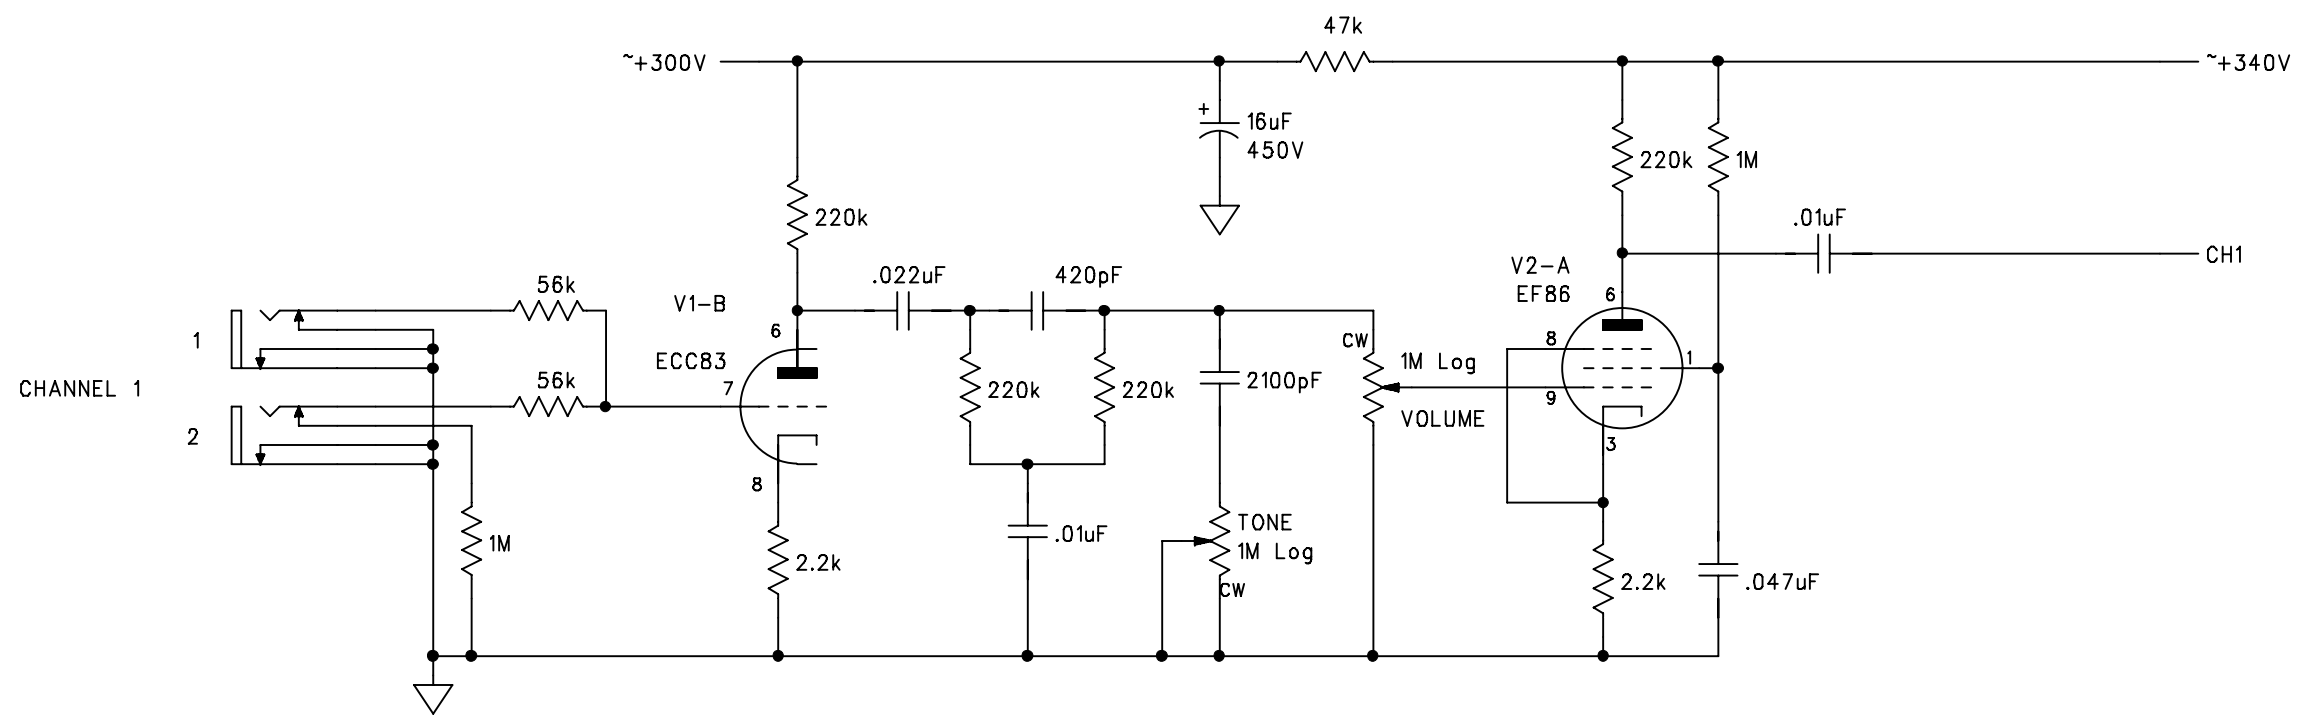 47k
~+300V
~+340V
+
16uF
450V
220k
1M
220k
.01uF
CH1
V2-A
EF86
6
.022uF
420pF
56k
V1-B
6
1
8
CW
1M Log
1
ECC83
7
CHANNEL 1
56k
220k
220k
2100pF
9
VOLUME
2
3
8
TONE
1M Log
.01uF
1M
2.2k
CW
2.2k
.047uF